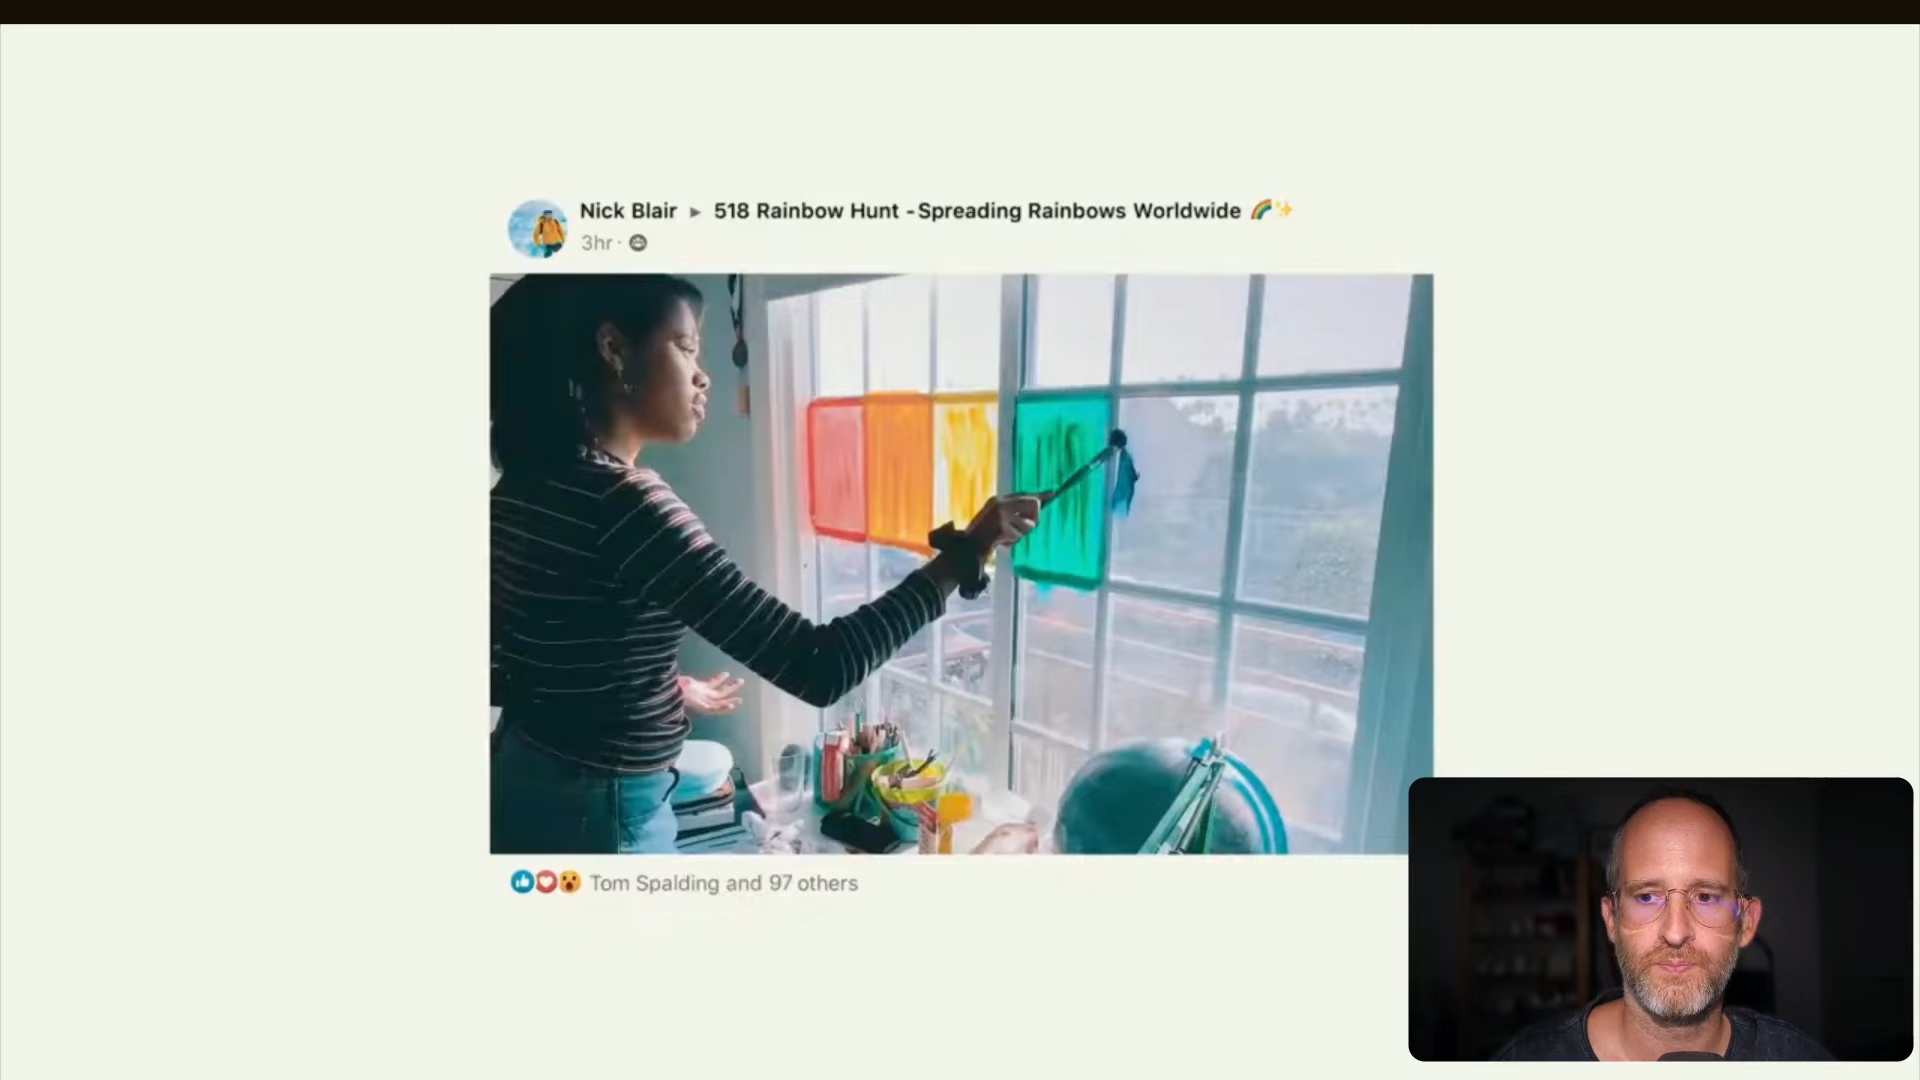 Nick Blair ▸ 518 Rainbow Hunt - Spreading Rainbows Worldwide 🌈✨
3hr ·
Tom Spalding and 97 others